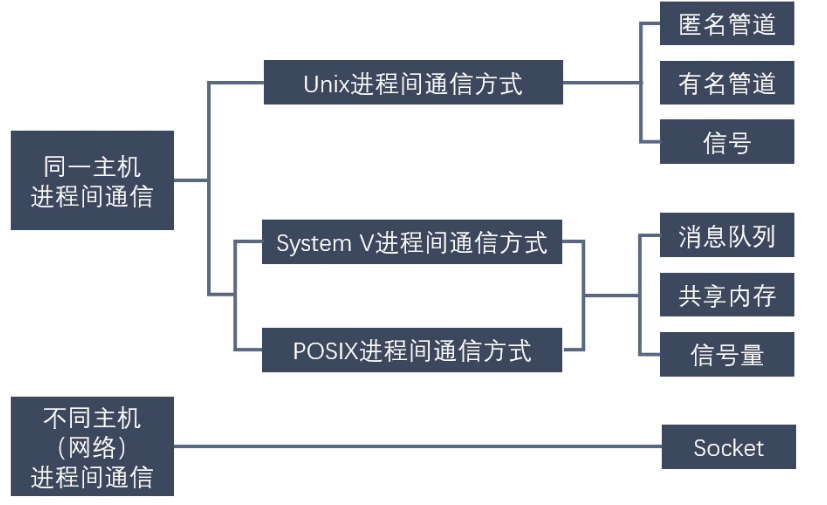 匿名管道
Unix进程间通信方式
有名管道
信号
同一主机
进程间通信
System V进程间通信方式
消息队列
共享内存
POSIX进程间通信方式
信号量
不同主机
（网络）
进程间通信
Socket